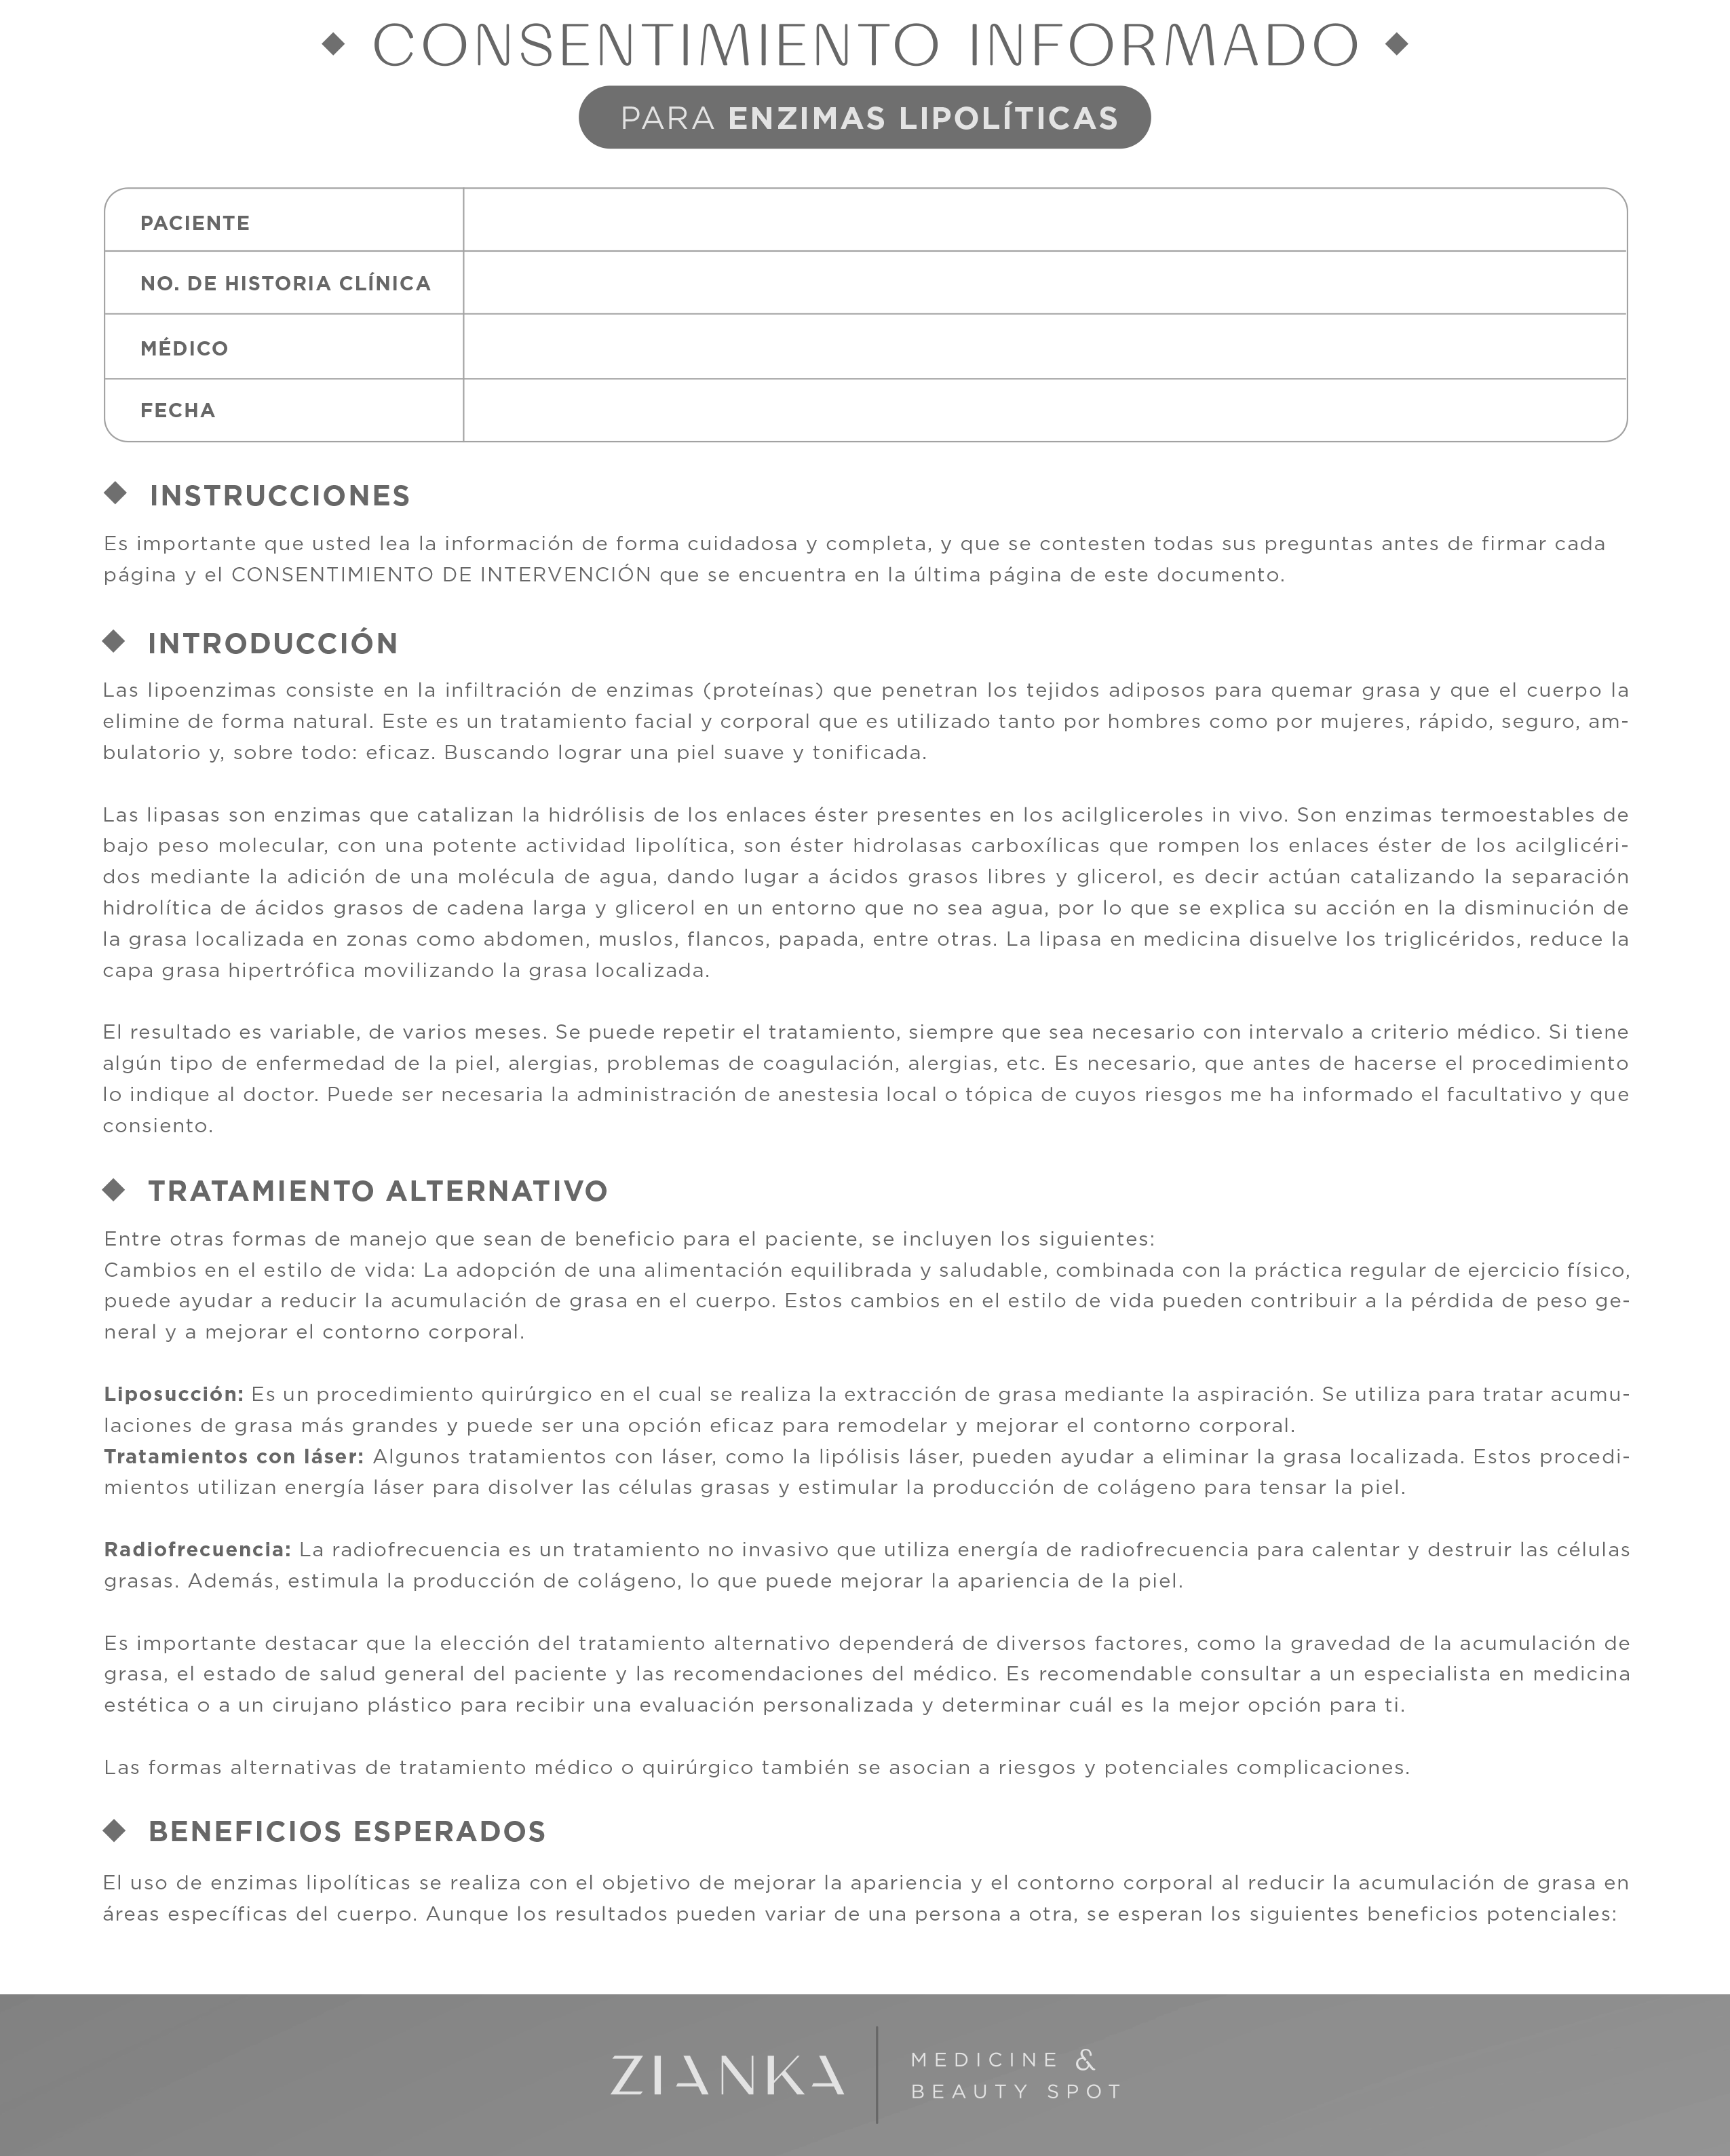 CONSENTIMIENTO INFORMADO
PARA ENZIMAS LIPOLÍTICAS
PACIENTE
NO. DE HISTORIA CLÍNICA
MÉDICO
FECHA
INSTRUCCIONES
Es importante que usted lea la información de forma cuidadosa y completa, y que se contesten todas sus preguntas antes de firmar cada
página y el CONSENTIMIENTO DE INTERVENCIÓN que se encuentra en la última página de este documento.
INTRODUCCIÓN
Las lipoenzimas consiste en la infiltración de enzimas (proteínas) que penetran los tejidos adiposos para quemar grasa y que el cuerpo la
elimine de forma natural. Este es un tratamiento facial y corporal que es utilizado tanto por hombres como por mujeres, rápido, seguro, am-
bulatorio y, sobre todo: eficaz. Buscando lograr una piel suave y tonificada.
Las lipasas son enzimas que catalizan la hidrólisis de los enlaces éster presentes en los acilgliceroles in vivo. Son enzimas termoestables de
bajo peso molecular, con una potente actividad lipolítica, son éster hidrolasas carboxílicas que rompen los enlaces éster de los acilglicéri-
dos mediante la adición de una molécula de agua, dando lugar a ácidos grasos libres y glicerol, es decir actúan catalizando la separación
hidrolítica de ácidos grasos de cadena larga y glicerol en un entorno que no sea agua, por lo que se explica su acción en la disminución de
la grasa localizada en zonas como abdomen, muslos, flancos, papada, entre otras. La lipasa en medicina disuelve los triglicéridos, reduce la
capa grasa hipertrófica movilizando la grasa localizada.
El resultado es variable, de varios meses. Se puede repetir el tratamiento, siempre que sea necesario con intervalo a criterio médico. Si tiene
algún tipo de enfermedad de la piel, alergias, problemas de coagulación, alergias, etc. Es necesario, que antes de hacerse el procedimiento
lo indique al doctor. Puede ser necesaria la administración de anestesia local o tópica de cuyos riesgos me ha informado el facultativo y que
consiento.
TRATAMIENTO ALTERNATIVO
Entre otras formas de manejo que sean de beneficio para el paciente, se incluyen los siguientes:
Cambios en el estilo de vida: La adopción de una alimentación equilibrada y saludable, combinada con la práctica regular de ejercicio físico,
puede ayudar a reducir la acumulación de grasa en el cuerpo. Estos cambios en el estilo de vida pueden contribuir a la pérdida de peso ge-
neral y a mejorar el contorno corporal.
Liposucción: Es un procedimiento quirúrgico en el cual se realiza la extracción de grasa mediante la aspiración. Se utiliza para tratar acumu-
laciones de grasa más grandes y puede ser una opción eficaz para remodelar y mejorar el contorno corporal.
Tratamientos con láser: Algunos tratamientos con láser, como la lipólisis láser, pueden ayudar a eliminar la grasa localizada. Estos procedi-
mientos utilizan energía láser para disolver las células grasas y estimular la producción de colágeno para tensar la piel.
Radiofrecuencia: La radiofrecuencia es un tratamiento no invasivo que utiliza energía de radiofrecuencia para calentar y destruir las células
grasas. Además, estimula la producción de colágeno, lo que puede mejorar la apariencia de la piel.
Es importante destacar que la elección del tratamiento alternativo dependerá de diversos factores, como la gravedad de la acumulación de
grasa, el estado de salud general del paciente y las recomendaciones del médico. Es recomendable consultar a un especialista en medicina
estética o a un cirujano plástico para recibir una evaluación personalizada y determinar cuál es la mejor opción para ti.
Las formas alternativas de tratamiento médico o quirúrgico también se asocian a riesgos y potenciales complicaciones.
BENEFICIOS ESPERADOS
El uso de enzimas lipolíticas se realiza con el objetivo de mejorar la apariencia y el contorno corporal al reducir la acumulación de grasa en
áreas específicas del cuerpo. Aunque los resultados pueden variar de una persona a otra, se esperan los siguientes beneficios potenciales:
ZIANKA
MEDICINE &
BEAUTY SPOT